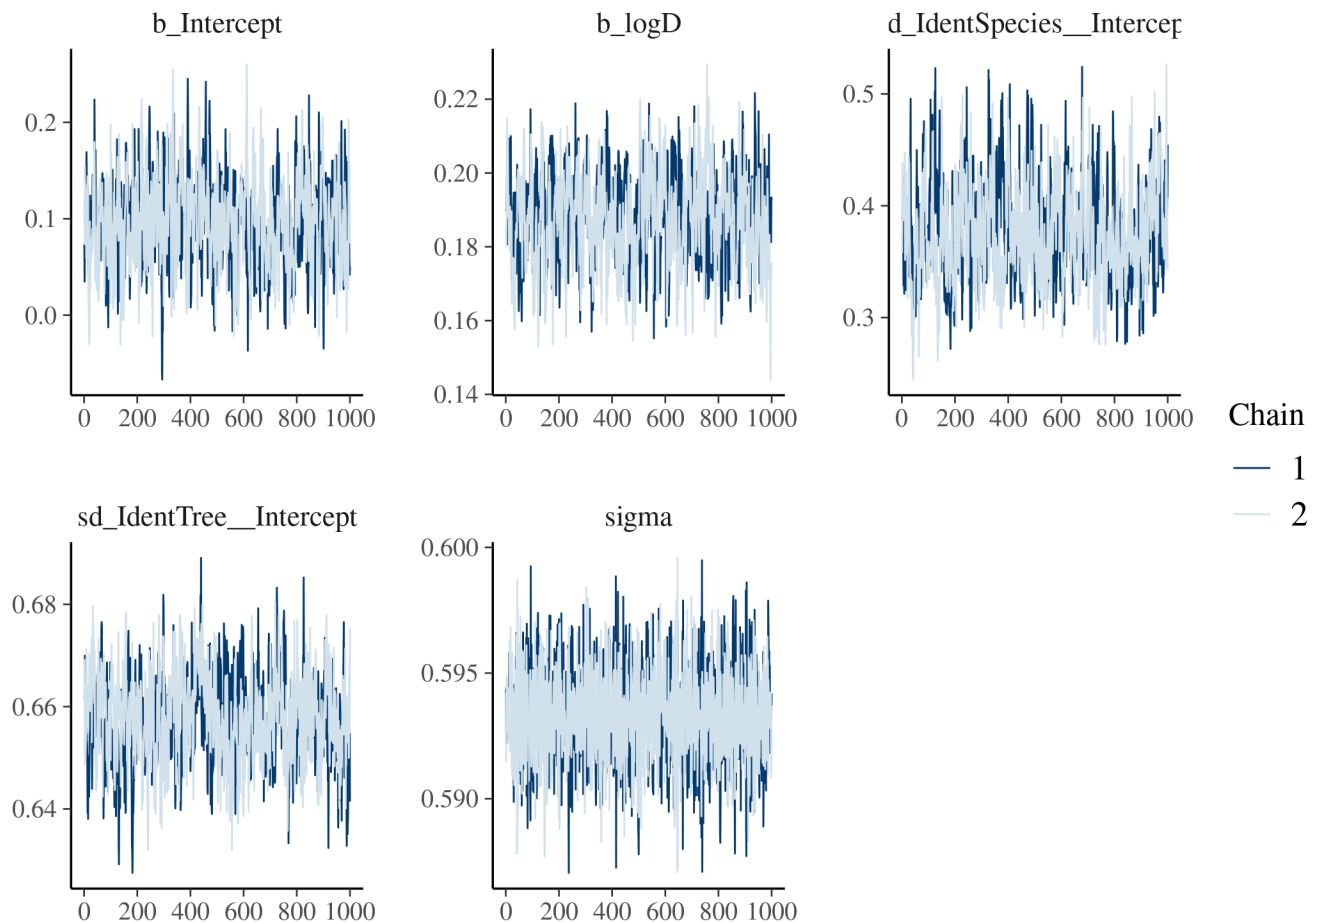 b_Intercept
b_logD
d_IdentSpecies__Intercep
0.2
0.1
0.0
0 200 400 600 800 1000
0.22
0.20
0.18
0.16
0.14
0 200 400 600 800 1000
0.5
0.4
0.3
0 200 400 600 800 1000
sd_IdentTree__Intercept
sigma
0.68
0.66
0.64
0 200 400 600 800 1000
0.600
0.595
0.590
0 200 400 600 800 1000
Chain
1
2